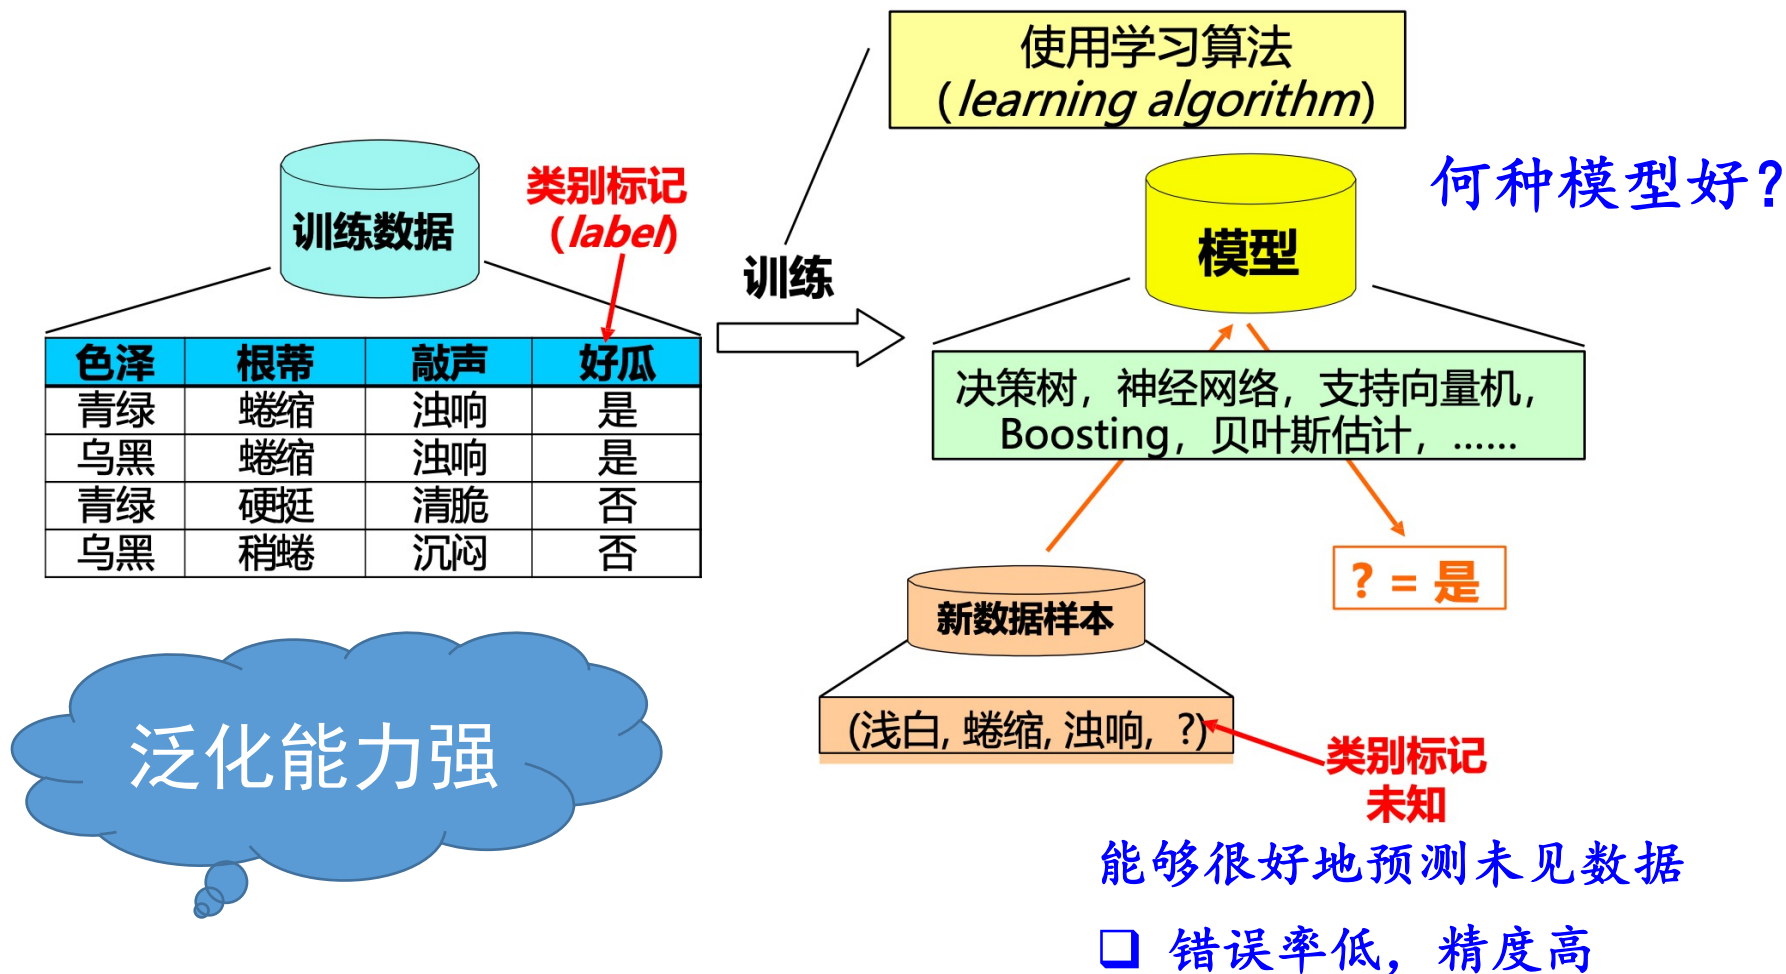 使用学习算法
（learning algorithm）
何种模型好？
训练数据
类别标记
（label）
训练
模型
色泽 根蒂 敲声 好瓜
青绿 蜷缩 浊响 是
乌黑 蜷缩 浊响 是
青绿 硬挺 清脆 否
乌黑 稍蜷 沉闷 否
决策树，神经网络，支持向量机，
Boosting，贝叶斯估计，……
? = 是
新数据样本
(浅白, 蜷缩, 浊响, ?)
类别标记
未知
泛化能力强
能够很好地预测未见数据
❑ 错误率低，精度高